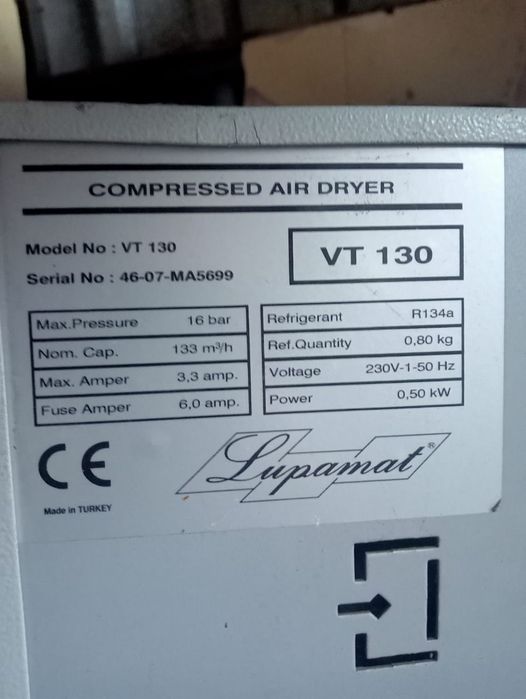 COMPRESSED AIR DRYER
Model No : VT 130
Serial No : 46-07-MA5699
VT 130
Max.Pressure 16 bar
Nom. Cap. 133 m³/h
Max. Amper 3,3 amp.
Fuse Amper 6,0 amp.
Refrigerant R134a
Ref.Quantity 0,80 kg
Voltage 230V-1-50 Hz
Power 0,50 kW
CE
Made in TURKEY
Lupamat®